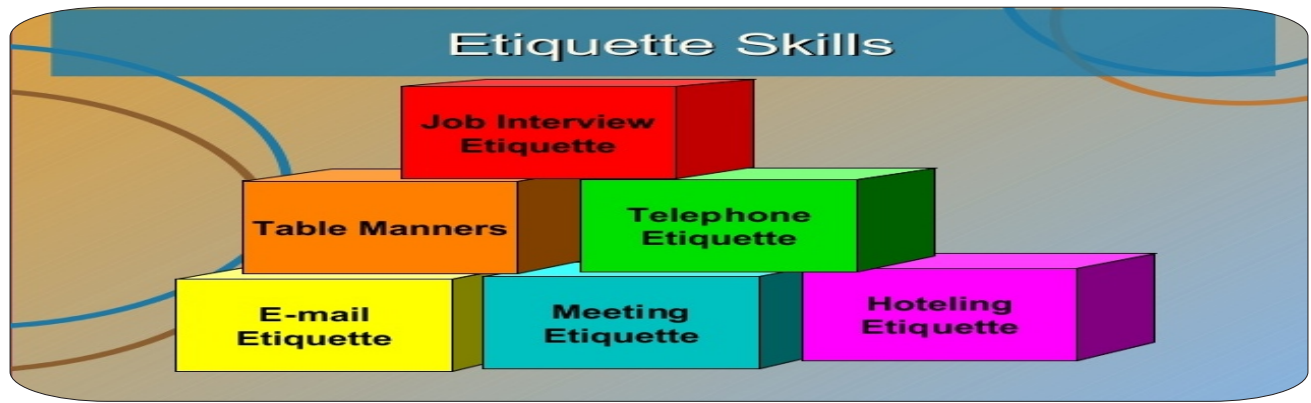 Etiquette Skills
Job Interview
Etiquette
Table Manners
Telephone
Etiquette
E-mail
Etiquette
Meeting
Etiquette
Hoteling
Etiquette